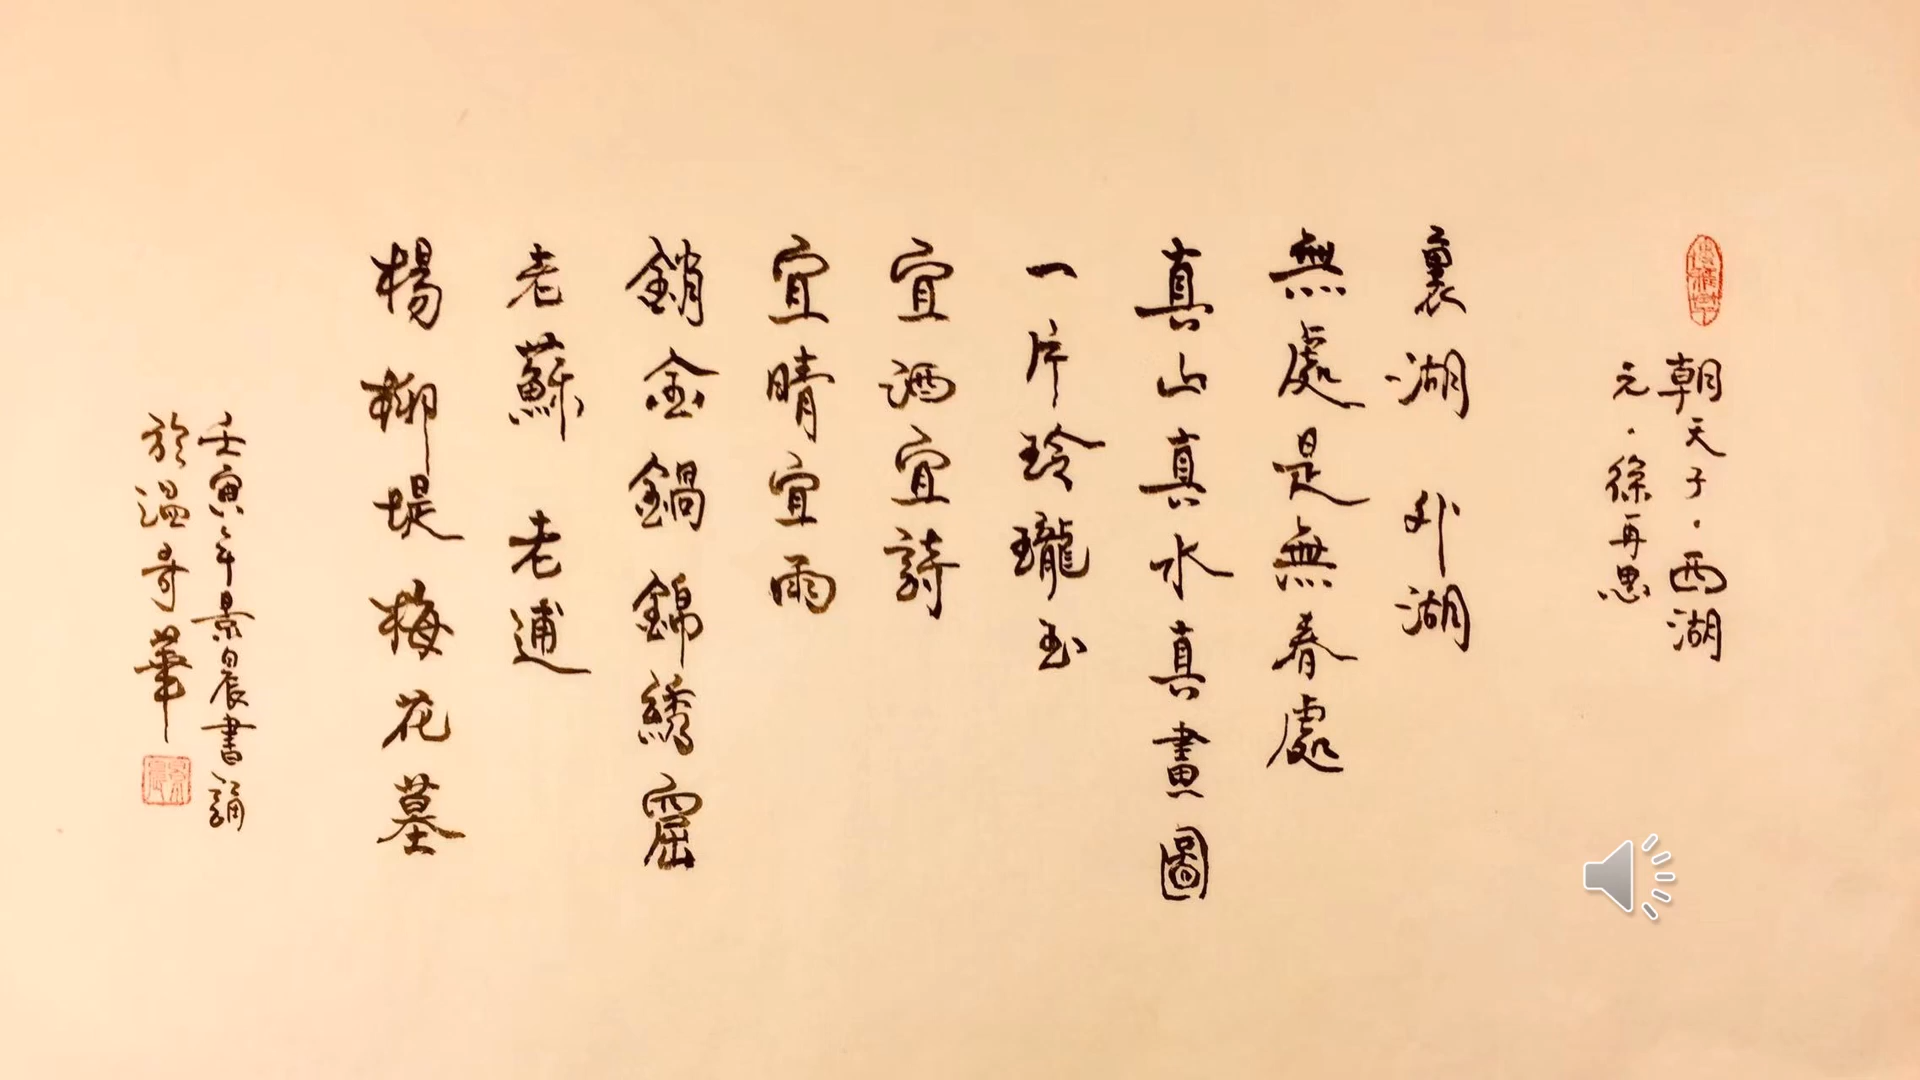 朝天子·西湖
元·徐再思
裏湖 外湖
無處是無春處
真山真水真畫圖
一片玲瓏玉
宜酒宜詩
宜晴宜雨
銷金鍋錦繡窟
老蘇 老逋
楊柳堤梅花墓
壬寅年景晨書誦
於溫哥華